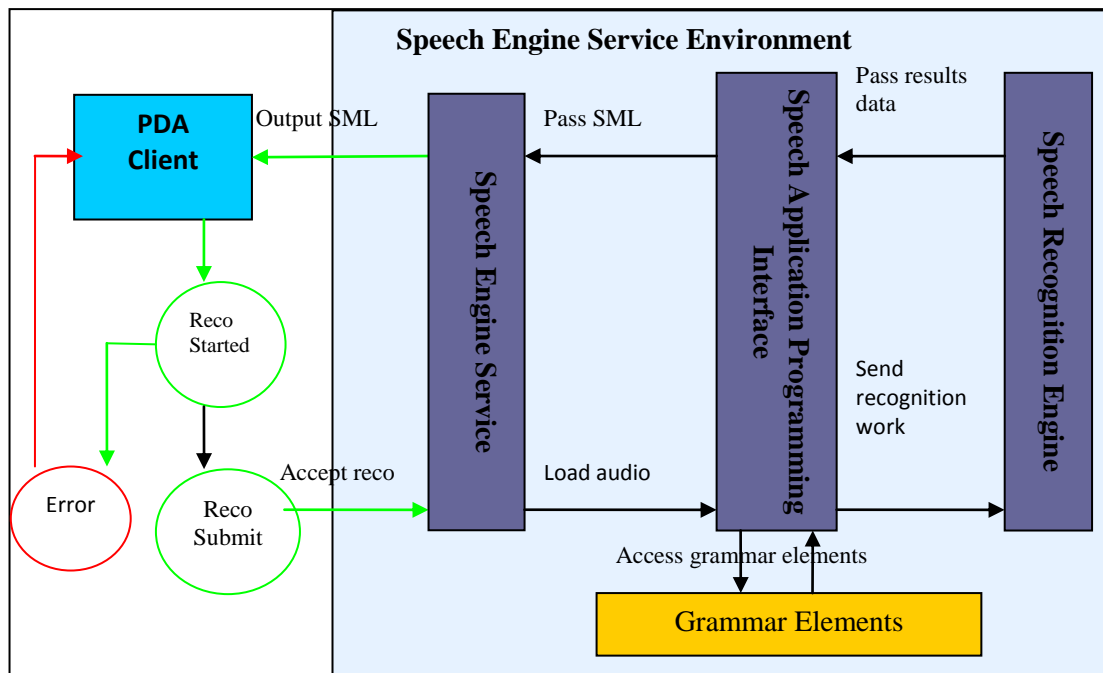 Speech Engine Service Environment
PDA
Client
Output SML
Pass SML
Pass results
data
Speech Engine
Service
Speech Application Programming
Interface
Speech Recognition Engine
Reco
Started
Send
recognition
work
Error
Reco
Submit
Accept reco
Load audio
Access grammar elements
Grammar Elements